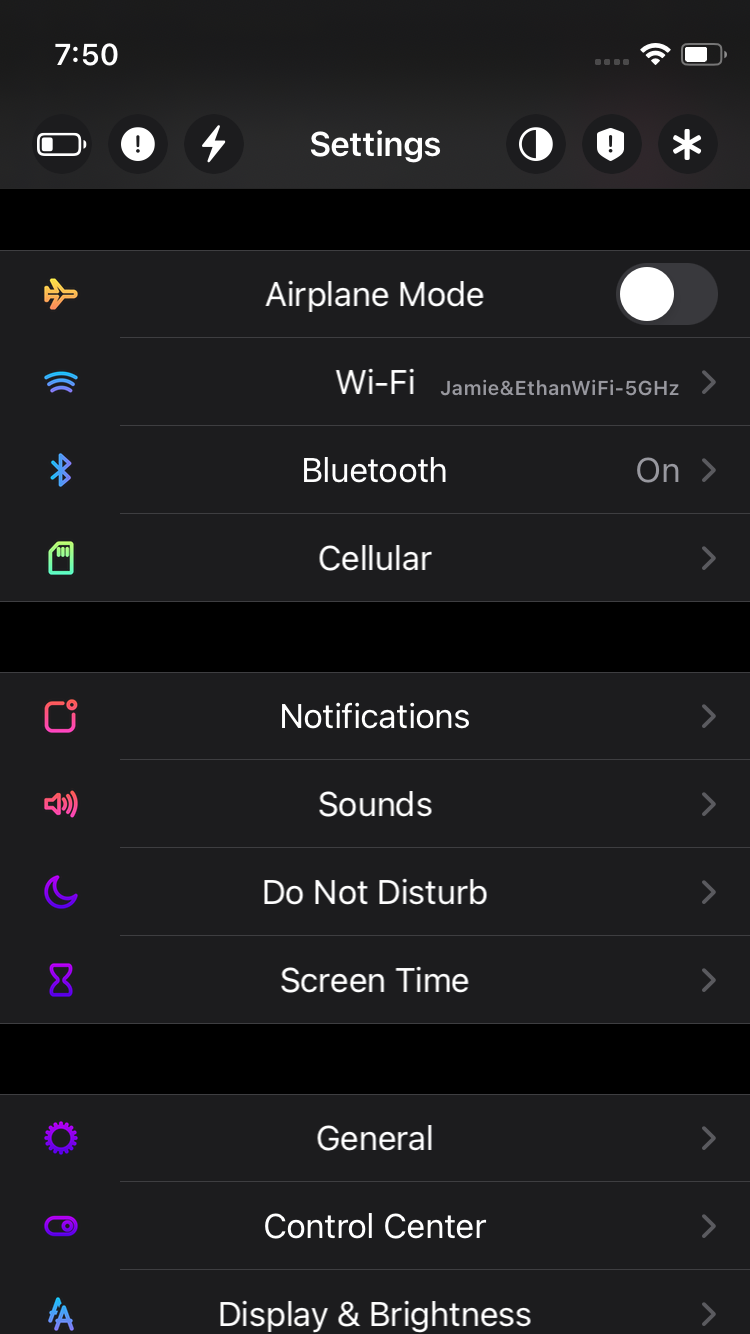 7:50
Settings
Airplane Mode
Wi-Fi Jamie&EthanWiFi-5GHz
Bluetooth On
Cellular
Notifications
Sounds
Do Not Disturb
Screen Time
General
Control Center
Display & Brightness